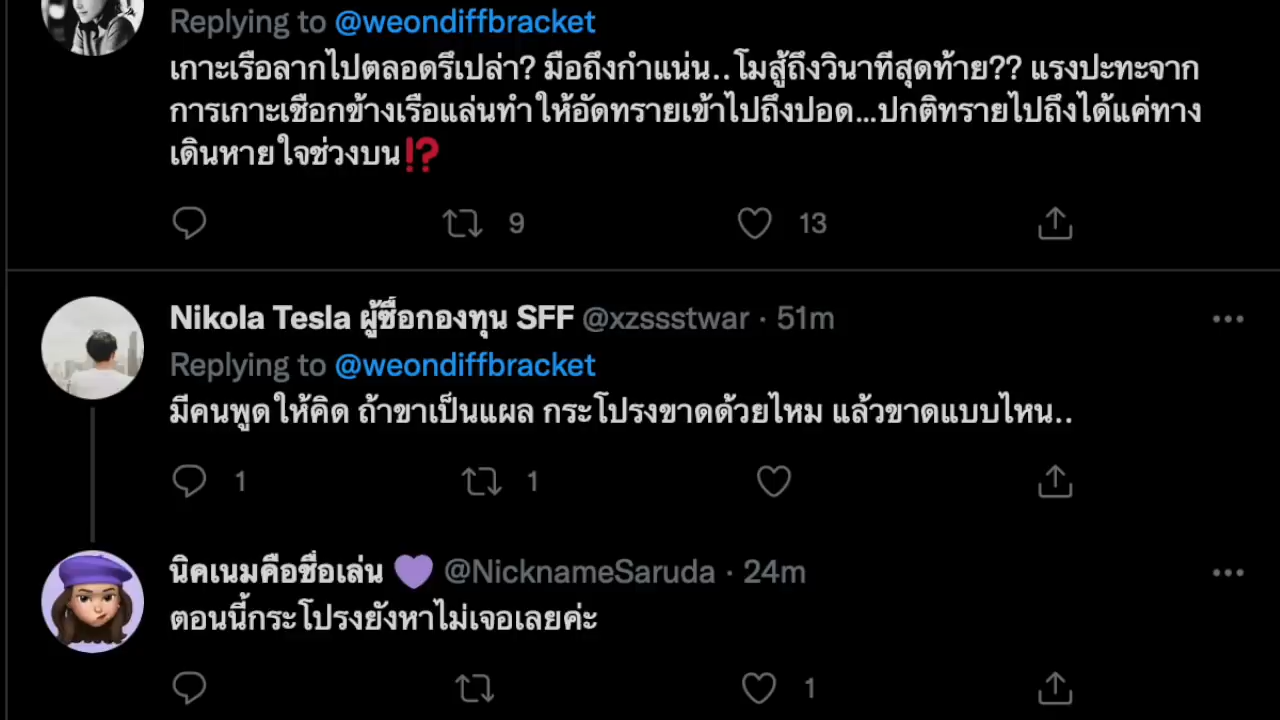 Replying to @weondiffbracket
เกาะเรือลากไปตลอดรึเปล่า? มือถึงกำแน่น..โมสู้ถึงวินาทีสุดท้าย?? แรงปะทะจาก
การเกาะเชือกข้างเรือแล่นทำให้อัดทรายเข้าไปถึงปอด...ปกติทรายไปถึงได้แค่ทาง
เดินหายใจช่วงบน⁉️
9 13
Nikola Tesla ผู้ซื้อกองทุน SFF @xzssstwar · 51m
Replying to @weondiffbracket
มีคนพูดให้คิด ถ้าขาเป็นแผล กระโปรงขาดด้วยไหม แล้วขาดแบบไหน..
1 1
นิคเนมคือชื่อเล่น 💜 @NicknameSaruda · 24m
ตอนนี้กระโปรงยังหาไม่เจอเลยค่ะ
1